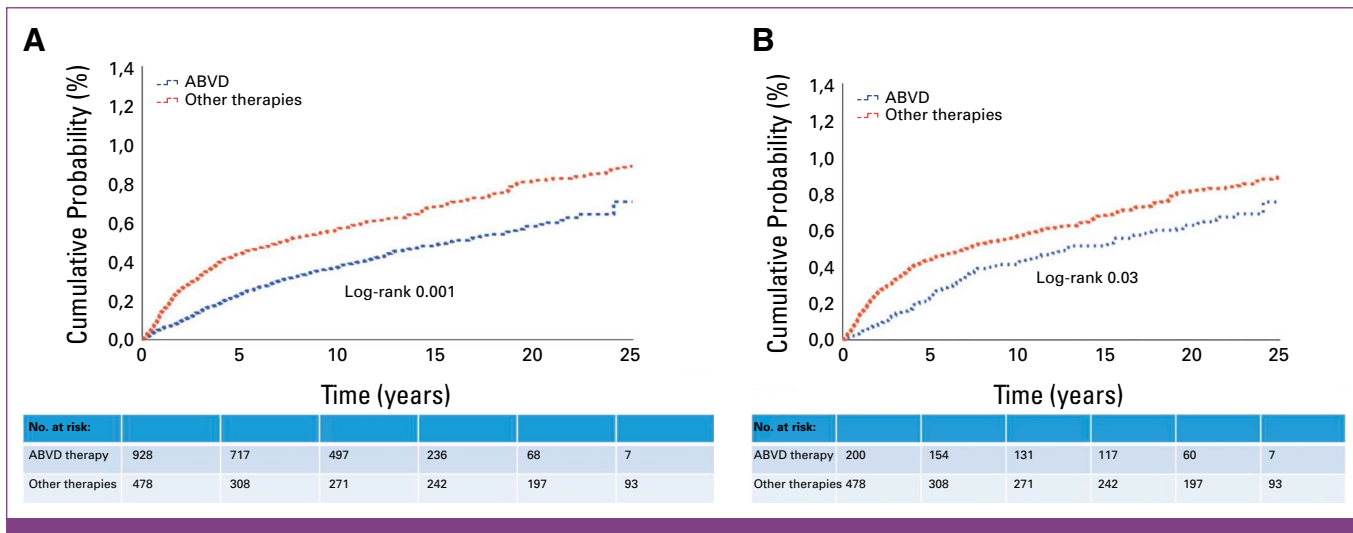 A
Cumulative Probability (%)
1,4
1,2
1,0
0,8
0,6
0,4
0,2
0,0
ABVD
Other therapies
Log-rank 0.001
0 5 10 15 20 25
Time (years)
No. at risk:
ABVD therapy 928 717 497 236 68 7
Other therapies 478 308 271 242 197 93
B
Cumulative Probability (%)
1,4
1,2
1,0
0,8
0,6
0,4
0,2
0,0
ABVD
Other therapies
Log-rank 0.03
0 5 10 15 20 25
Time (years)
No. at risk:
ABVD therapy 200 154 131 117 60 7
Other therapies 478 308 271 242 197 93